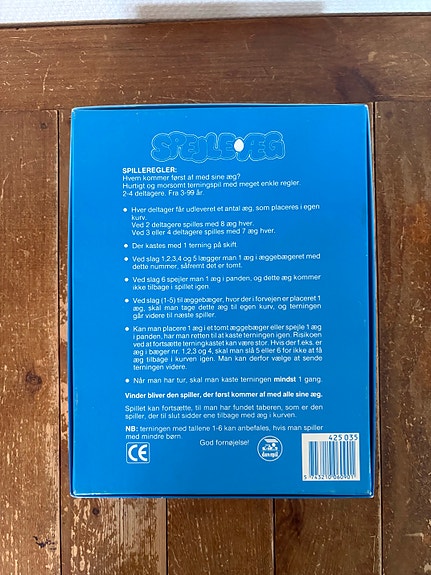 SPEJLE ÆG
SPILLEREGLER:
Hvem kommer først af med sine æg?
Hurtigt og morsomt terningspil med meget enkle regler.
2-4 deltagere. Fra 3-99 år.
● Hver deltager får udleveret et antal æg, som placeres i egen
kurv.
Ved 2 deltagere spilles med 8 æg hver.
Ved 3 eller 4 deltagere spilles med 7 æg hver.
● Der kastes med 1 terning på skift.
● Ved slag 1,2,3,4 og 5 lægger man 1 æg i æggebægeret med
dette nummer, såfremt det er tomt.
● Ved slag 6 spejler man 1 æg i panden, og dette æg kommer
ikke tilbage i spillet igen.
● Ved slag (1-5) til æggebæger, hvor der i forvejen er placeret 1
æg, skal man tage dette æg til egen kurv, og terningen
går videre til næste spiller.
● Kan man placere 1 æg i et tomt æggebæger eller spejle 1 æg
i panden, har man retten til at kaste terningen igen. Risikoen
ved at fortsætte terningkastet kan være stor. Hvis der f.eks. er
æg i bæger nr. 1,2,3 og 4, skal man slå 5 eller 6 for ikke at få
æg tilbage i kurven igen. Man kan derfor vælge at sende
terningen videre.
● Når man har tur, skal man kaste terningen mindst 1 gang.
Vinder bliver den spiller, der først kommer af med alle sine æg.
Spillet kan fortsætte, til man har fundet taberen, som er den
spiller, der til slut sidder ene tilbage med æg i kurven.
NB: terningen med tallene 1-6 kan anbefales, hvis man spiller
med mindre børn.
God fornøjelse!
CE
danspil
425 035
5 743210 060901